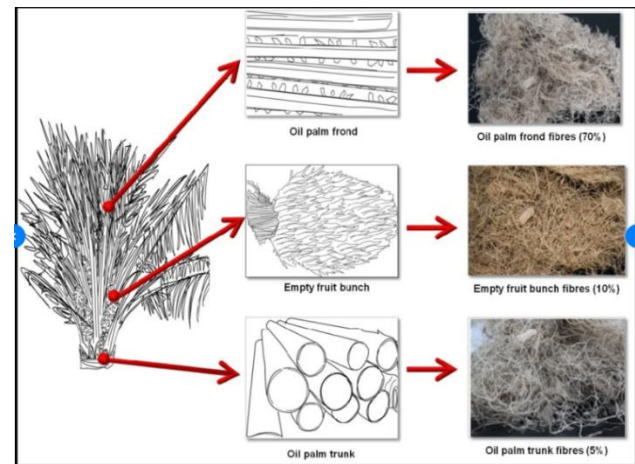 Oil palm frond
Oil palm frond fibres (70%)
Empty fruit bunch
Empty fruit bunch fibres (10%)
Oil palm trunk
Oil palm trunk fibres (5%)